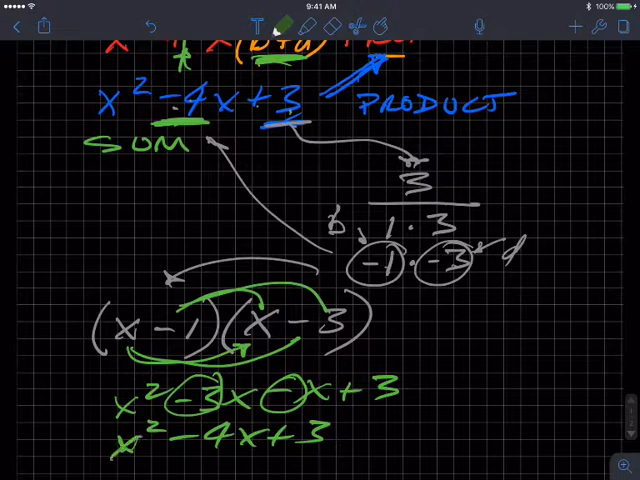 9:41 AM
100%
x² - 4x + 3 PRODUCT
SUM
3
b 1 · 3
-1 · -3 d
(x - 1)(x - 3)
x² - 3x - x + 3
x² - 4x + 3